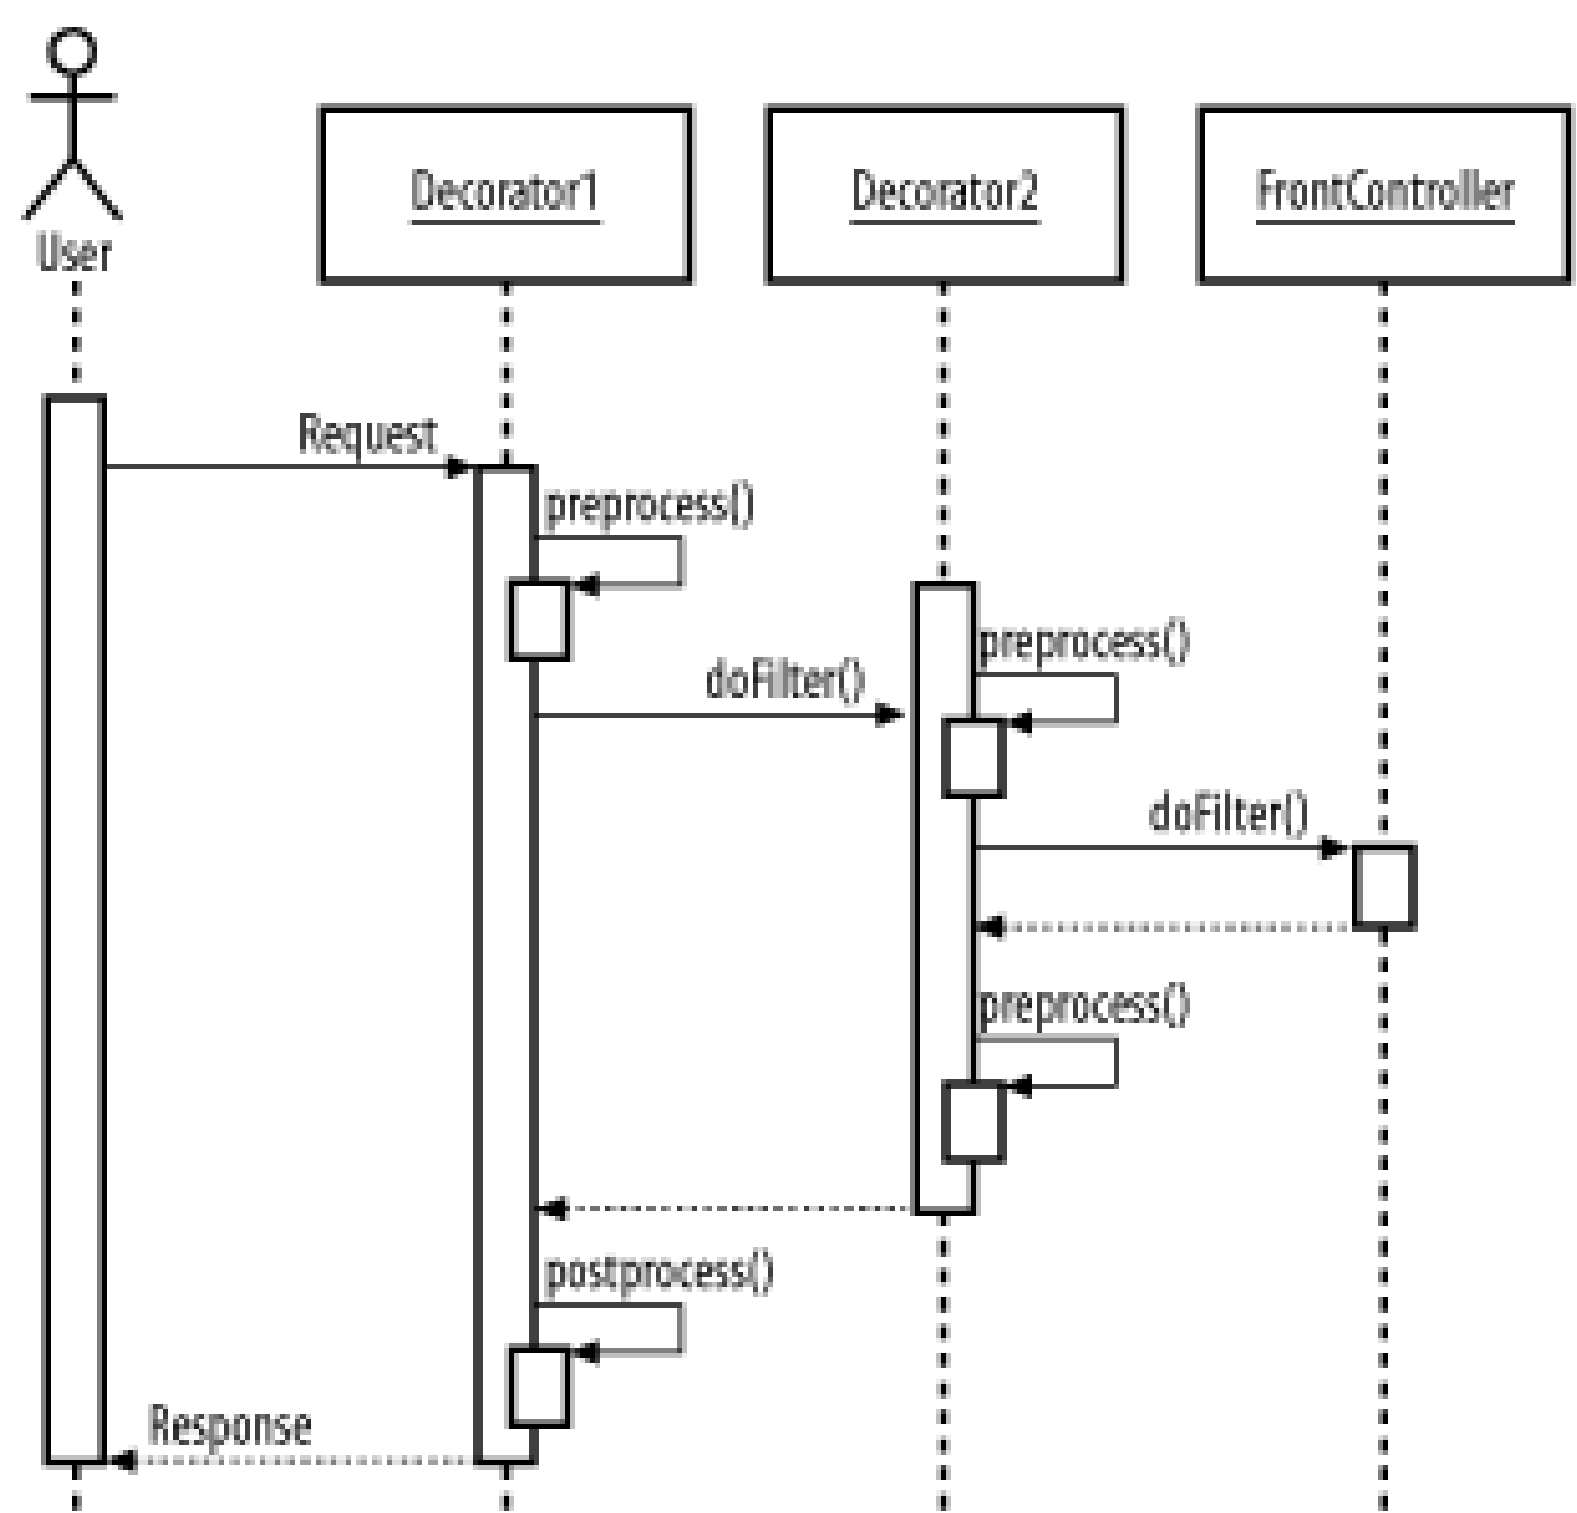 User
Decorator1
Decorator2
FrontController
Request
preprocess()
preprocess()
doFilter()
doFilter()
preprocess()
postprocess()
Response